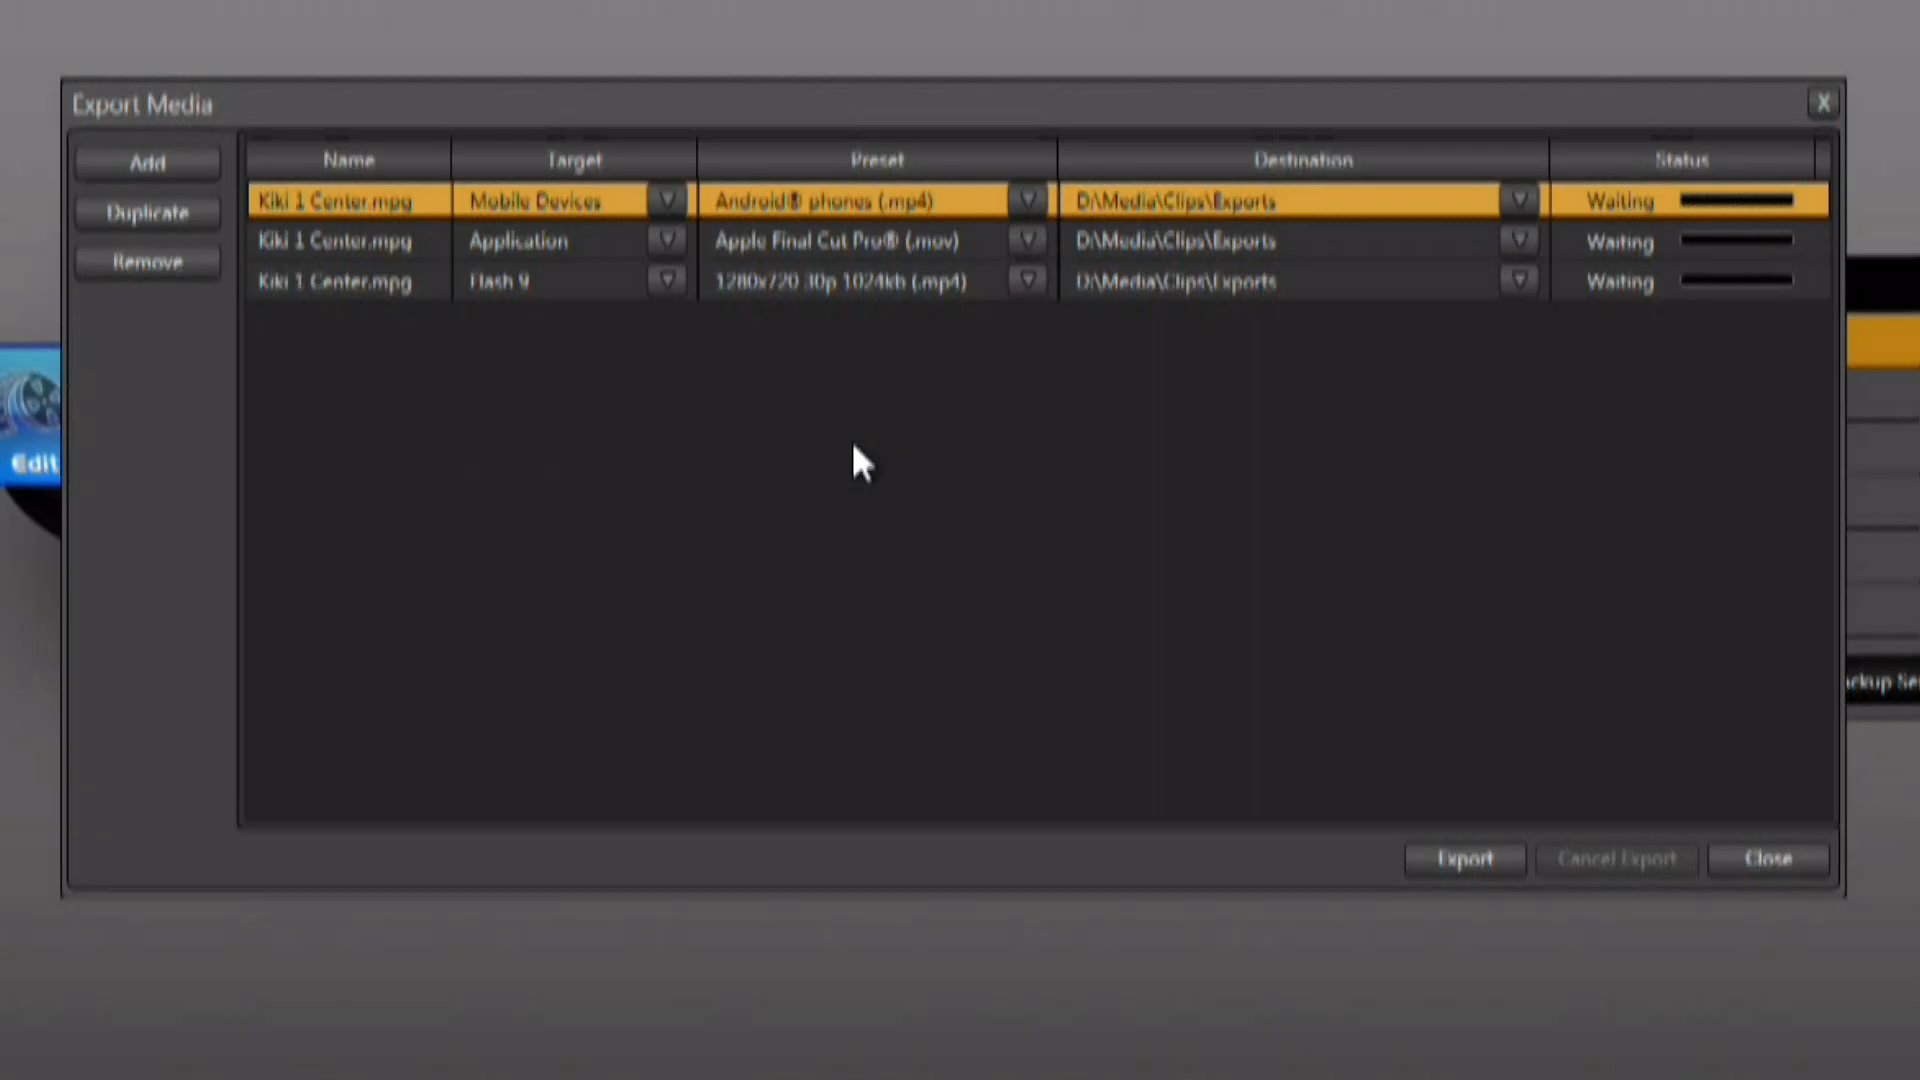 Export Media
X
Add
Duplicate
Remove
Name Target Preset Destination Status
Kiki 1 Center.mpg Mobile Devices Android® phones (.mp4) D:\Media\Clips\Exports Waiting
Kiki 1 Center.mpg Application Apple Final Cut Pro® (.mov) D:\Media\Clips\Exports Waiting
Kiki 1 Center.mpg Flash 9 1280x720 30p 1024kb (.mp4) D:\Media\Clips\Exports Waiting
Edit
ckup Se
Export Cancel Export Close